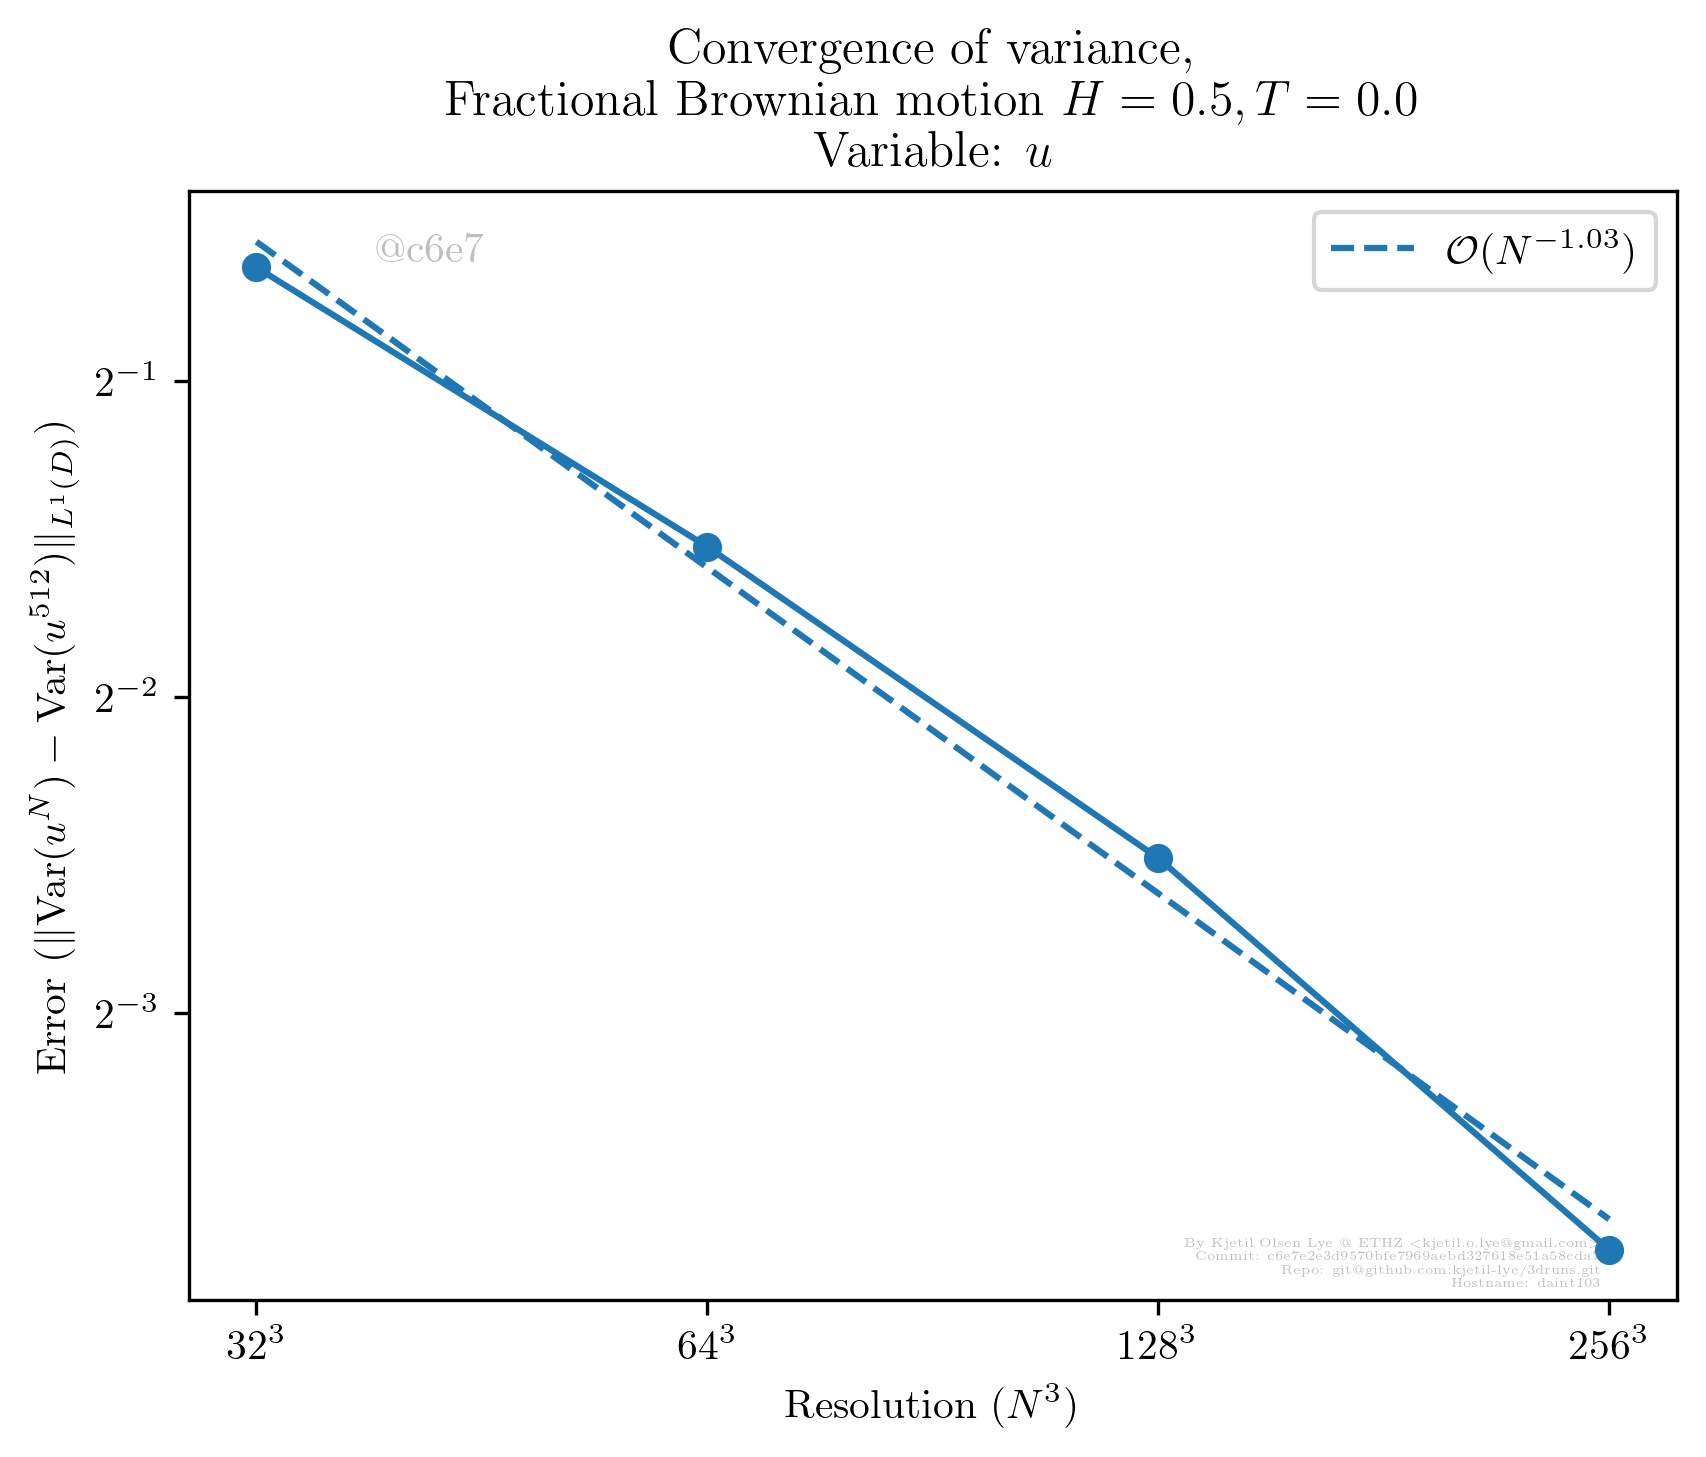 Convergence of variance,
Fractional Brownian motion H = 0.5, T = 0.0
Variable: u
@c6e7
𝒪(N^{-1.03})
2^{-1}
2^{-2}
2^{-3}
Error (‖Var(u^N) − Var(u^{512})‖_{L^1(D)})
By Kjetil Olsen Lye @ ETHZ <kjetil.o.lye@gmail.com>
Commit: c6e7e2e3d9570bfe7969aebd327618e51a58cda7
Repo: git@github.com:kjetil-lye/3druns.git
Hostname: daint103
32^3 64^3 128^3 256^3
Resolution (N^3)